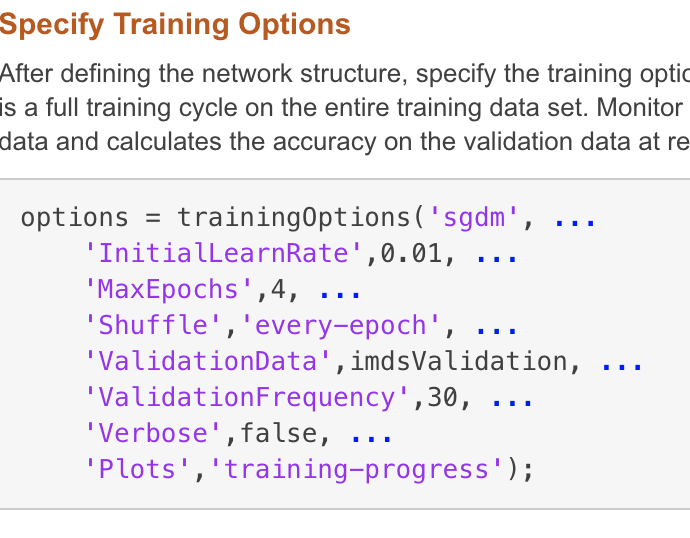 Specify Training Options
After defining the network structure, specify the training
is a full training cycle on the entire training data set. Monitor
data and calculates the accuracy on the validation data at
options = trainingOptions('sgdm', ...
'InitialLearnRate',0.01, ...
'MaxEpochs',4, ...
'Shuffle','every-epoch', ...
'ValidationData',imdsValidation, ...
'ValidationFrequency',30, ...
'Verbose',false, ...
'Plots','training-progress');